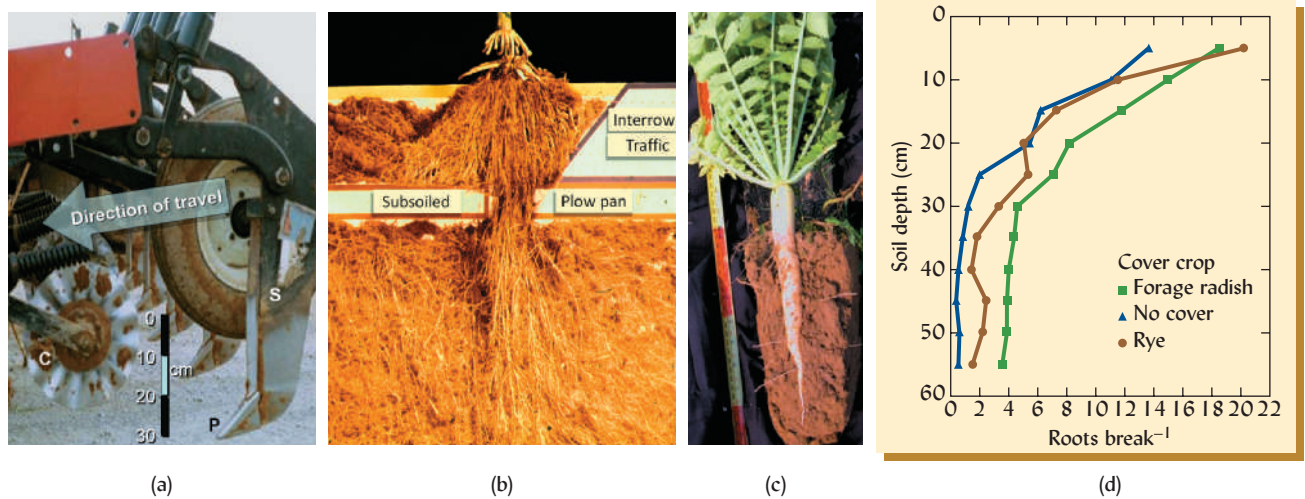 Direction of travel
S
C
P
0
10
cm
20
30
Interrow
Traffic
Subsoiled
Plow pan
0
10
20
30
40
50
60
Soil depth (cm)
Cover crop
Forage radish
No cover
Rye
0 2 4 6 8 10 12 14 16 18 20 22
Roots break⁻¹
(a) (b) (c) (d)